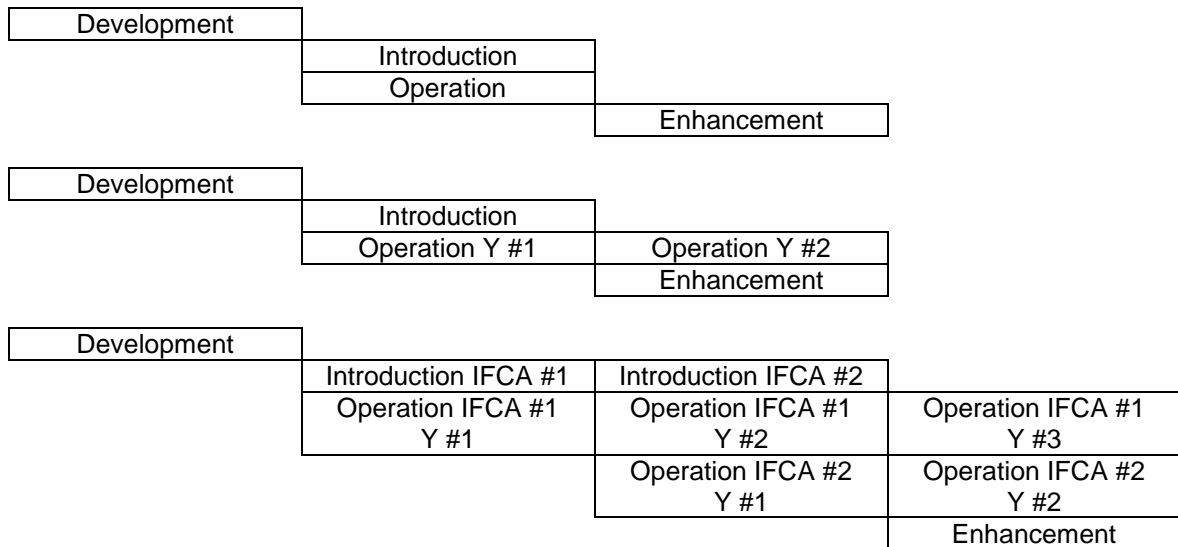 Development
Introduction
Operation
Enhancement
Development
Introduction
Operation Y #1 Operation Y #2
Enhancement
Development
Introduction IFCA #1 Introduction IFCA #2
Operation IFCA #1 Operation IFCA #1 Operation IFCA #1
Y #1 Y #2 Y #3
Operation IFCA #2 Operation IFCA #2
Y #1 Y #2
Enhancement